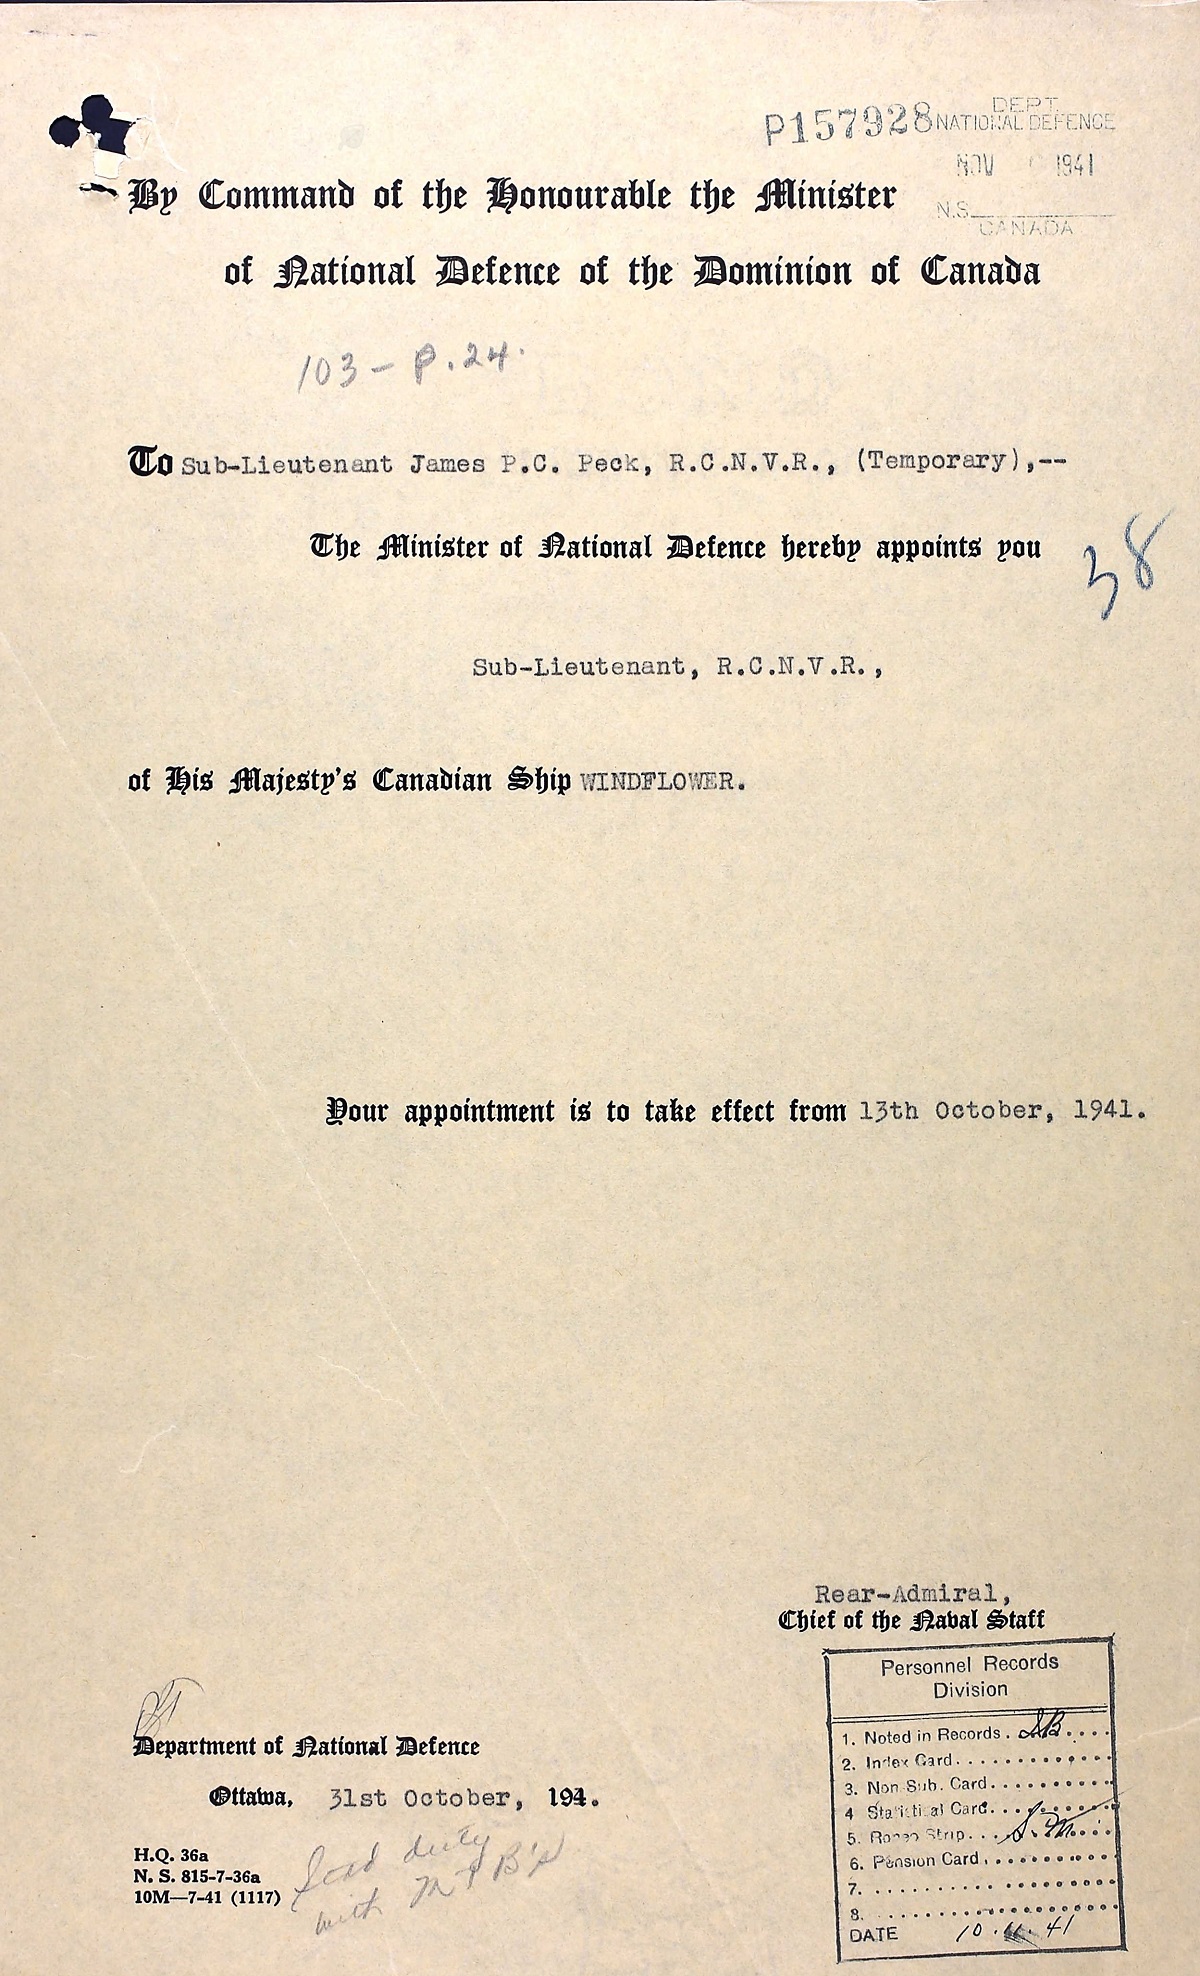 P157928
DEPT.
NATIONAL DEFENCE
NOV 1941
N.S.
CANADA
By Command of the Honourable the Minister
of National Defence of the Dominion of Canada
103 - P.24.
To Sub-Lieutenant James P.C. Peck, R.C.N.V.R., (Temporary),--
The Minister of National Defence hereby appoints you
38
Sub-Lieutenant, R.C.N.V.R.,
of His Majesty's Canadian Ship WINDFLOWER.
Your appointment is to take effect from 13th October, 1941.
Rear-Admiral,
Chief of the Naval Staff
Personnel Records
Division
1. Noted in Records
2. Index Card
3. Non Sub. Card
4 Statistical Card
5. Roneo Strip
6. Pension Card
7.
8.
DATE 10.11.41
Department of National Defence
Ottawa, 31st October, 194.
H.Q. 36a
N. S. 815-7-36a
10M—7-41 (1117)
duty
with MTB's